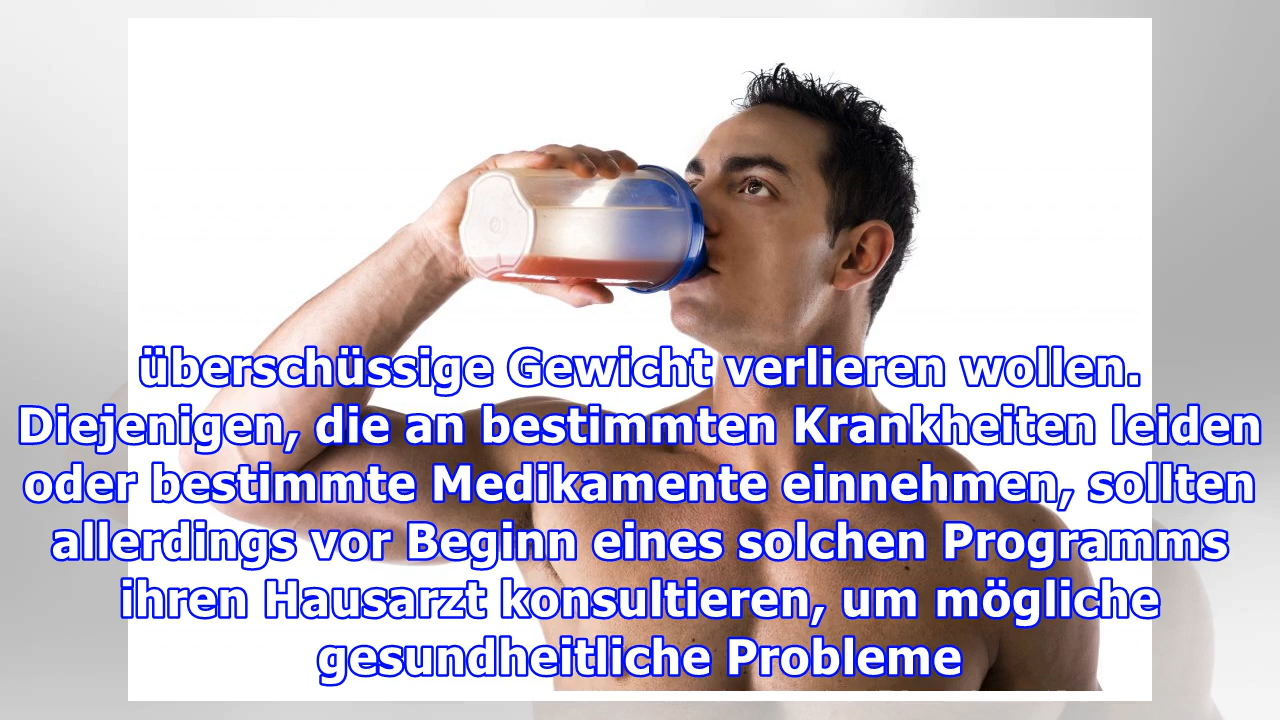 überschüssige Gewicht verlieren wollen.
Diejenigen, die an bestimmten Krankheiten leiden
oder bestimmte Medikamente einnehmen, sollten
allerdings vor Beginn eines solchen Programms
ihren Hausarzt konsultieren, um mögliche
gesundheitliche Probleme